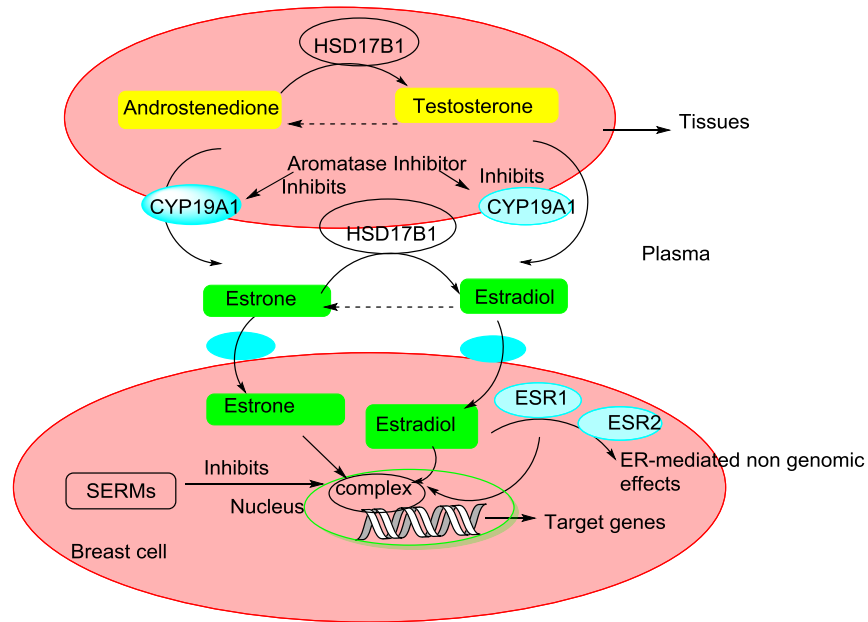 HSD17B1
Androstenedione
Testosterone
Tissues
Aromatase Inhibitor
Inhibits
Inhibits
CYP19A1
CYP19A1
HSD17B1
Plasma
Estrone
Estradiol
Estrone
Estradiol
ESR1
ESR2
ER-mediated non genomic
effects
Inhibits
SERMs
complex
Nucleus
Target genes
Breast cell